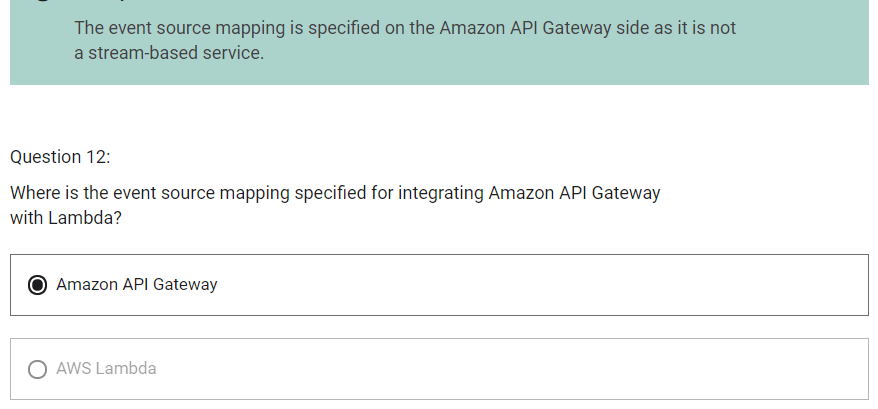 The event source mapping is specified on the Amazon API Gateway side as it is not
a stream-based service.
Question 12:
Where is the event source mapping specified for integrating Amazon API Gateway
with Lambda?
Amazon API Gateway
AWS Lambda